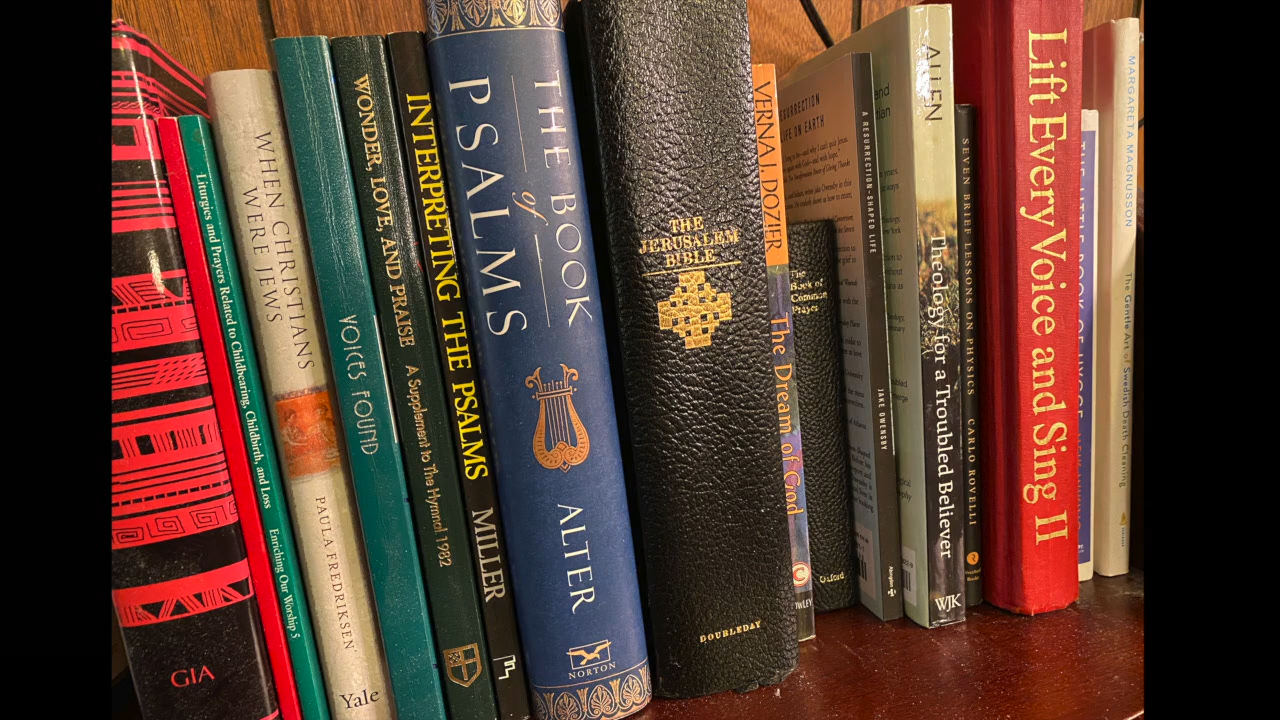 GIA
Liturgies and Prayers Related to Childbearing, Childbirth, and Loss
Enriching Our Worship 5
WHEN CHRISTIANS
WERE JEWS
PAULA FREDRIKSEN
Yale
VOICES FOUND
WONDER, LOVE, AND PRAISE
A Supplement to The Hymnal 1982
INTERPRETING THE PSALMS
MILLER
THE BOOK
of
PSALMS
ALTER
NORTON
THE
JERUSALEM
BIBLE
DOUBLEDAY
VERNA J. DOZIER
The Dream of God
The
Book of
Common
Prayer
Oxford
LIFE ON EARTH
A RESURRECTION-SHAPED LIFE
JAKE OWENSBY
Abingdon
ALLEN
Theology for a Troubled Believer
WJK
SEVEN BRIEF LESSONS ON PHYSICS
CARLO ROVELLI
Lift Every Voice and Sing II
MARGARETA MAGNUSSON
The Gentle Art of Swedish Death Cleaning